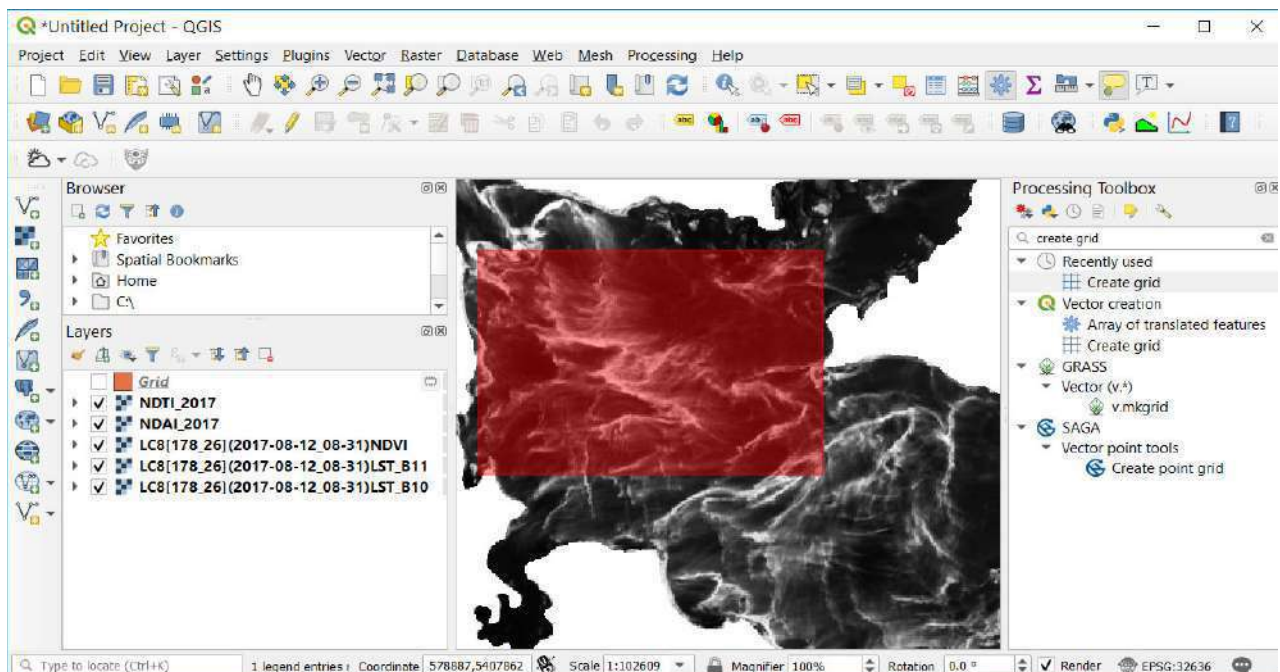 *Untitled Project - QGIS
Project Edit View Layer Settings Plugins Vector Raster Database Web Mesh Processing Help
Browser
Favorites
Spatial Bookmarks
Home
C:\
Layers
Grid
NDTI_2017
NDAI_2017
LC8[178_26](2017-08-12_08-31)NDVI
LC8[178_26](2017-08-12_08-31)LST_B11
LC8[178_26](2017-08-12_08-31)LST_B10
Processing Toolbox
create grid
Recently used
Create grid
Vector creation
Array of translated features
Create grid
GRASS
Vector (v.*)
v.mkgrid
SAGA
Vector point tools
Create point grid
Type to locate (Ctrl+K) 1 legend entries Coordinate 578887,5407862 Scale 1:102609 Magnifier 100% Rotation 0.0 ° Render EPSG:32636